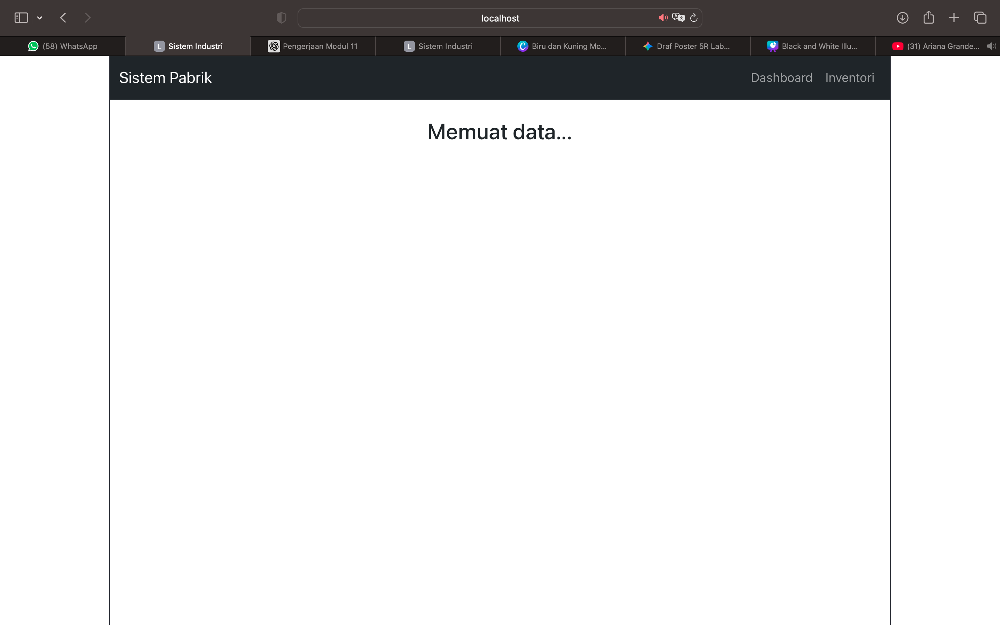 localhost
(58) WhatsApp
L Sistem Industri
Pengerjaan Modul 11
L Sistem Industri
Biru dan Kuning Mo...
Draf Poster 5R Lab...
Black and White Illu...
(31) Ariana Grande...
Sistem Pabrik
Dashboard
Inventori
Memuat data...